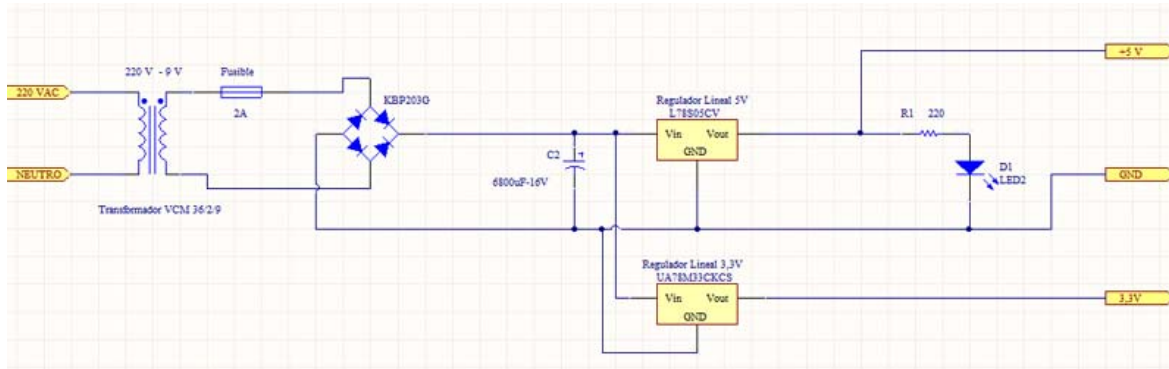 220 V - 9 V
Fusible
+5 V
220 VAC
KBP203G
2A
Regulador Lineal 5V
L78S05CV
R1 220
Vin Vout
GND
C2
+
6800uF-16V
D1
LED2
NEUTRO
GND
Transformador VCM 36/2/9
Regulador Lineal 3,3V
UA78M33CKCS
Vin Vout
GND
3,3V